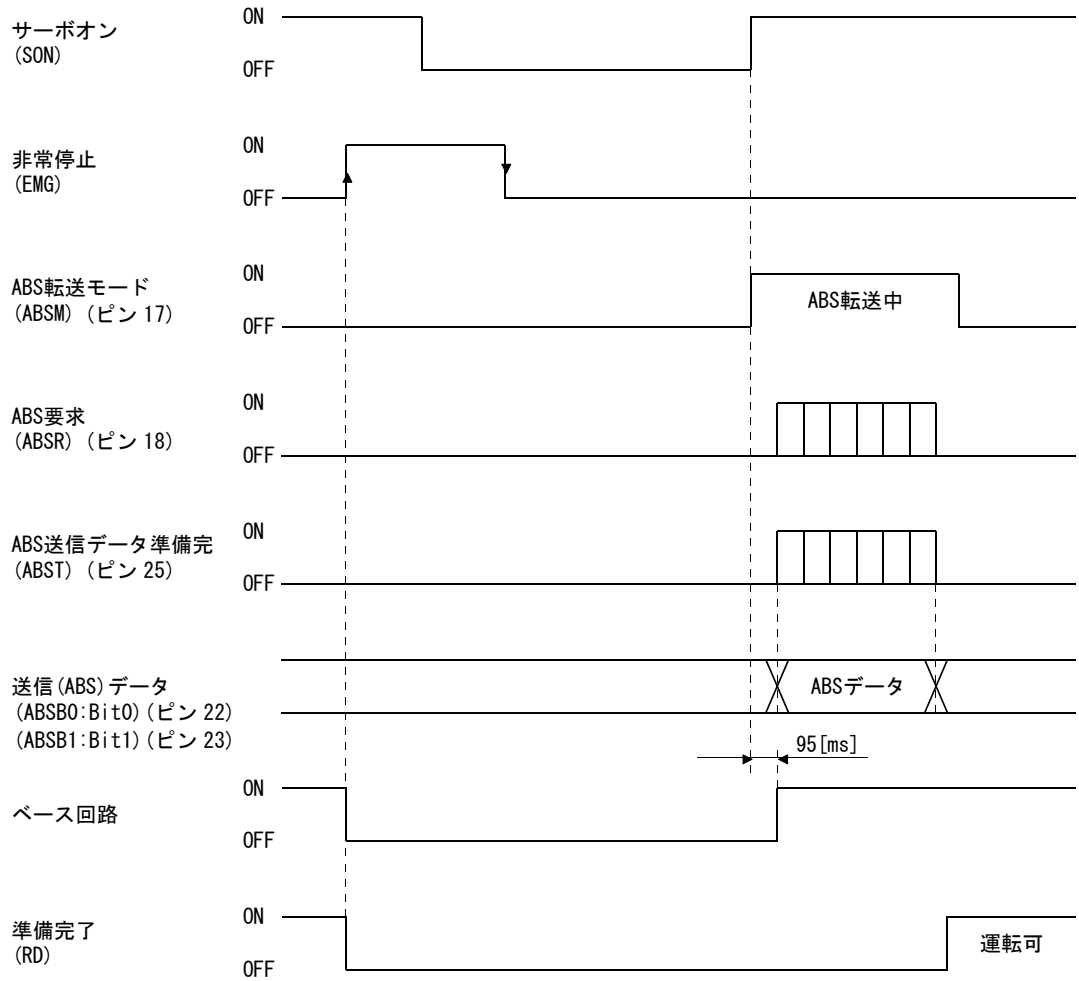 サーボオン
(SON)
ON
OFF
非常停止
(EMG)
ON
OFF
ABS転送モード
(ABSM) (ピン 17)
ON
OFF
ABS転送中
ABS要求
(ABSR) (ピン 18)
ON
OFF
ABS送信データ準備完
(ABST) (ピン 25)
ON
OFF
送信(ABS)データ
(ABSB0:Bit0)(ピン 22)
(ABSB1:Bit1)(ピン 23)
ABSデータ
95[ms]
ベース回路
ON
OFF
準備完了
(RD)
ON
OFF
運転可